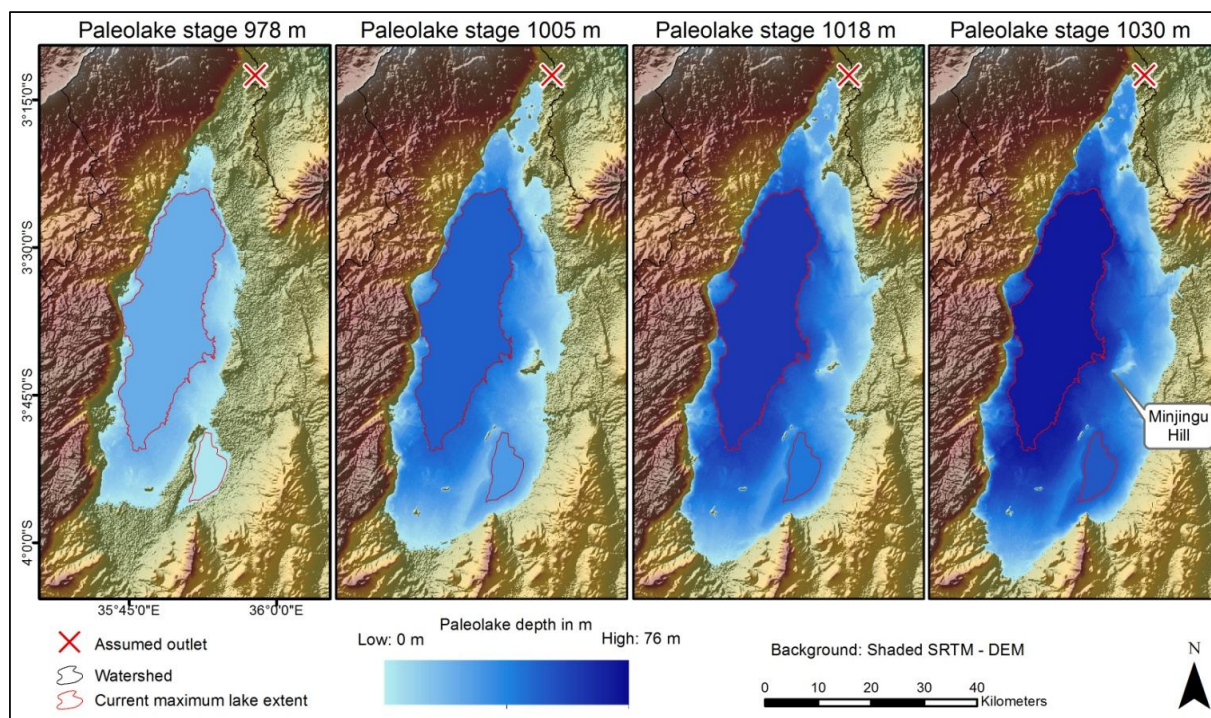 Paleolake stage 978 m
Paleolake stage 1005 m
Paleolake stage 1018 m
Paleolake stage 1030 m
3°15'0"S
3°30'0"S
3°45'0"S
4°0'0"S
35°45'0"E
36°0'0"E
Minjingu
Hill
Assumed outlet
Watershed
Current maximum lake extent
Paleolake depth in m
Low: 0 m
High: 76 m
Background: Shaded SRTM - DEM
0 10 20 30 40
Kilometers
N